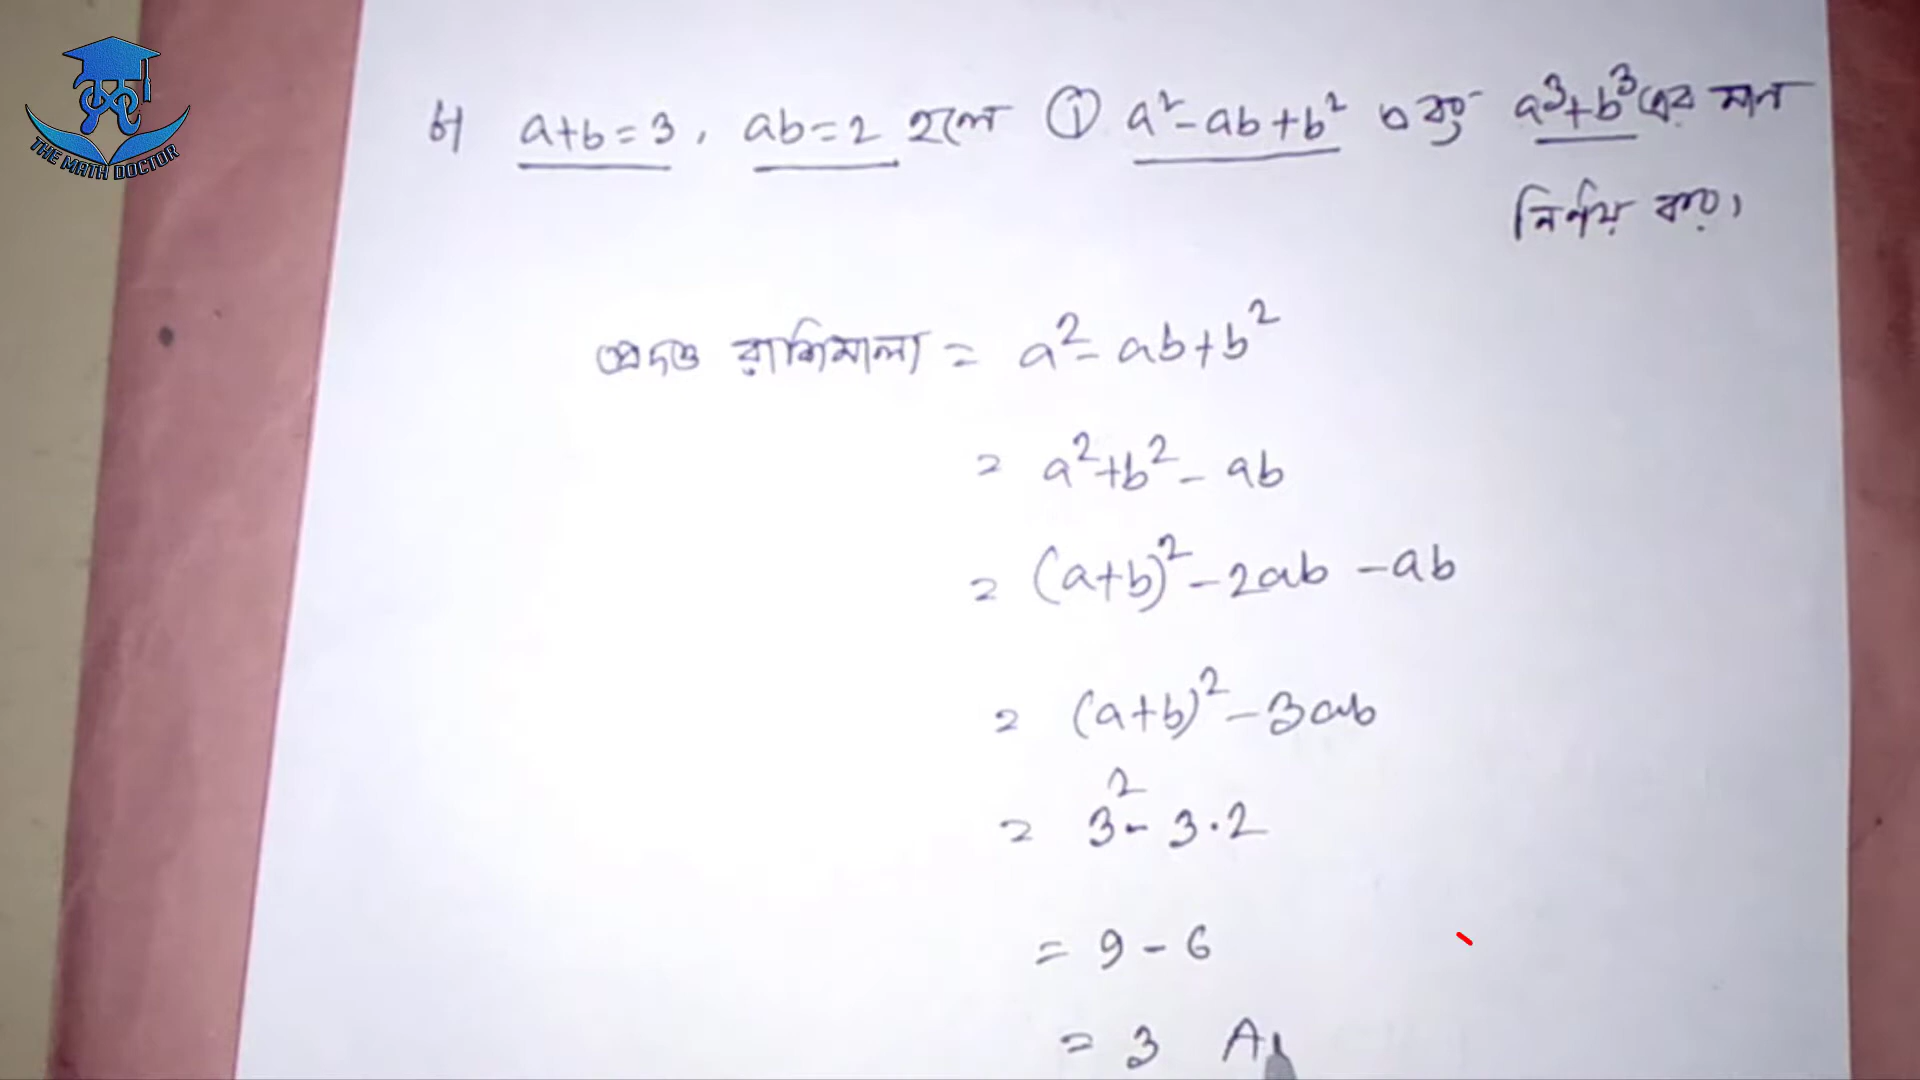 THE MATH DOCTOR
৮। a+b=3, ab=2 হলে ① a²-ab+b² এবং a³+b³ এর মান
নির্ণয় কর।
প্রদত্ত রাশিমালা = a²-ab+b²
= a²+b²-ab
= (a+b)²-2ab-ab
= (a+b)²-3ab
= 3²-3·2
= 9-6
= 3 A